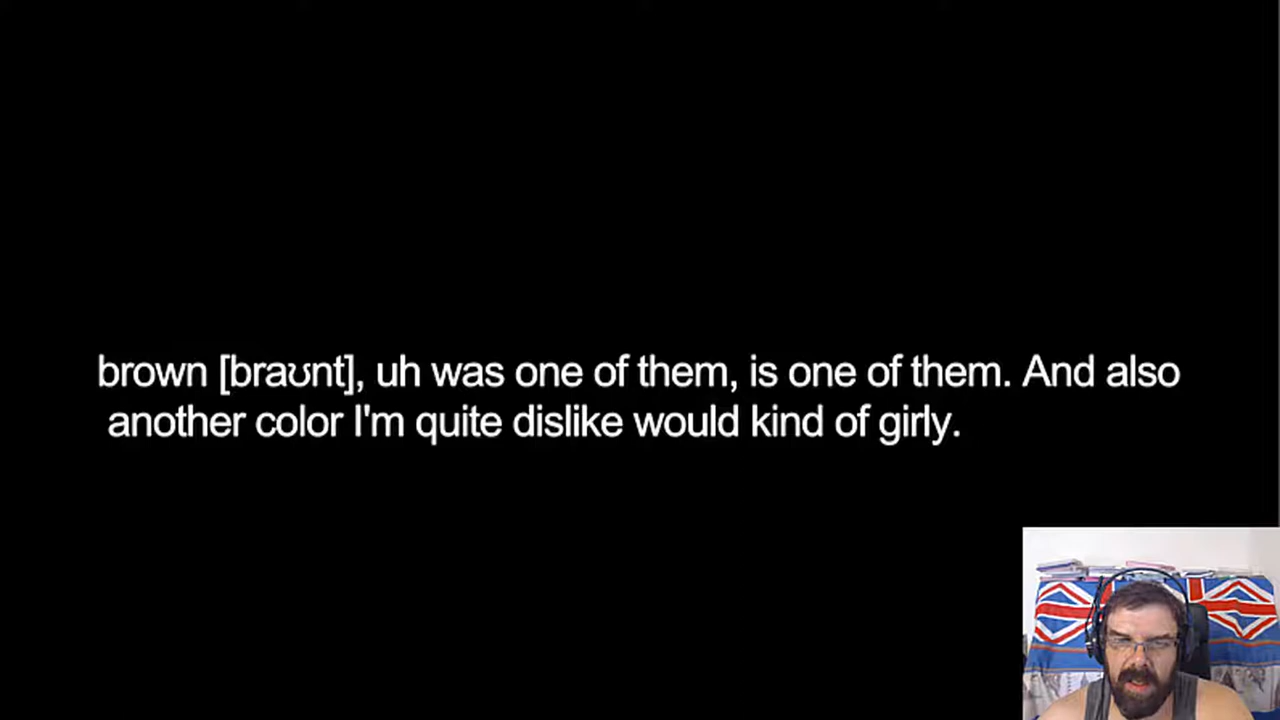 brown [braʊnt], uh was one of them, is one of them. And also
another color I'm quite dislike would kind of girly.